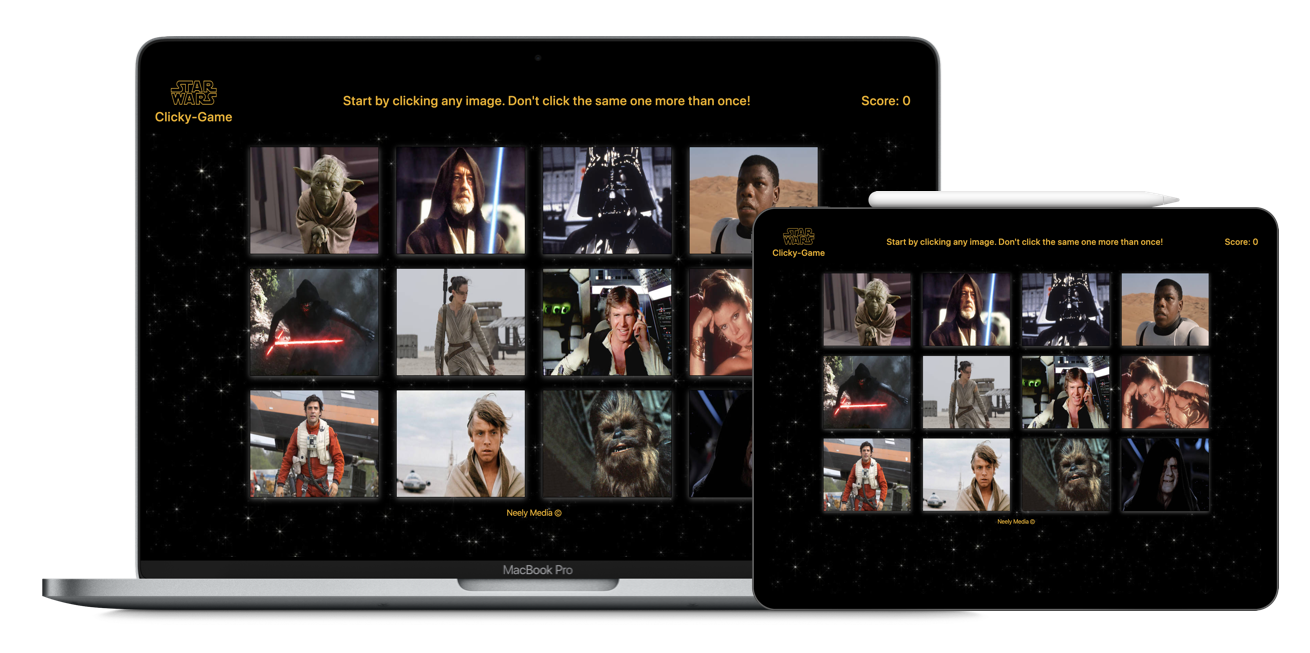 STAR
WARS
Clicky-Game
Start by clicking any image. Don't click the same one more than once!
Score: 0
Neely Media ©
MacBook Pro
STAR
WARS
Clicky-Game
Start by clicking any image. Don't click the same one more than once!
Score: 0
Neely Media ©